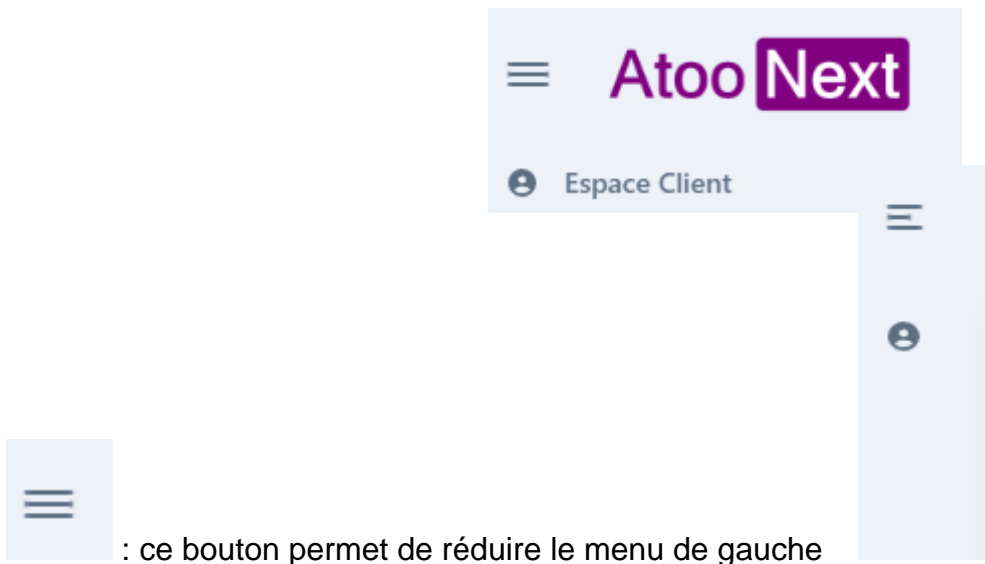 Atoo Next
Espace Client
: ce bouton permet de réduire le menu de gauche